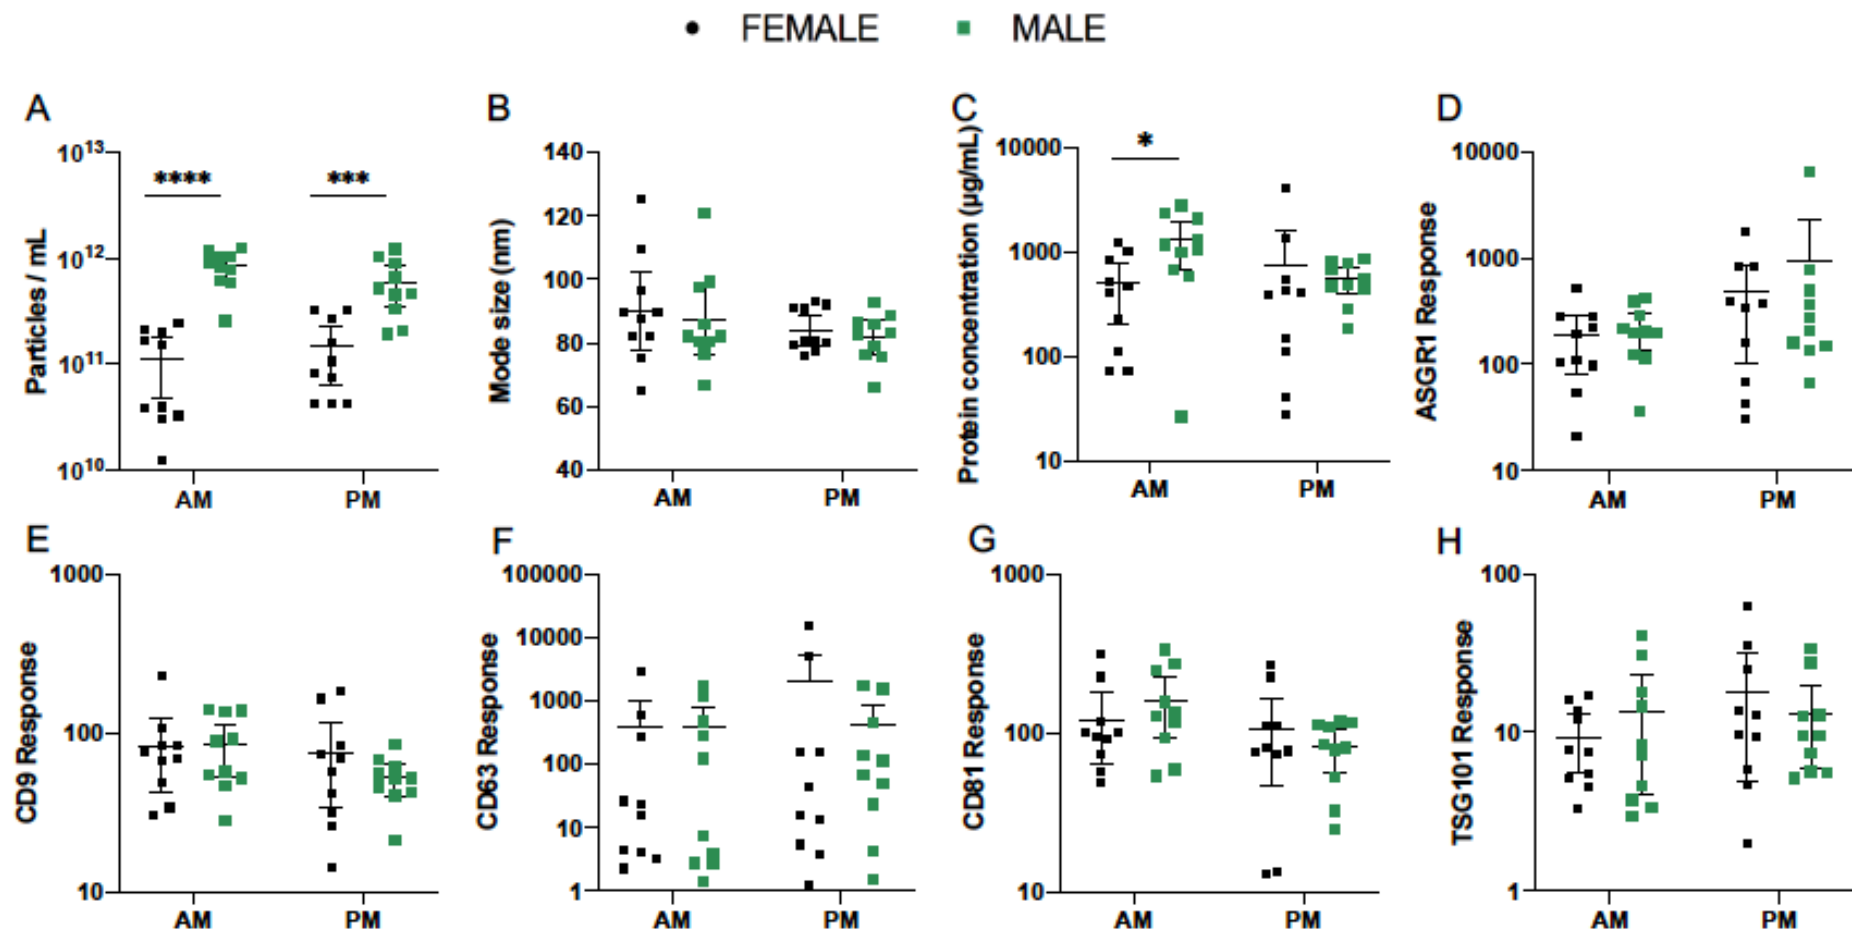 FEMALE MALE
A
Particles / mL
10^13
10^12
10^11
10^10
****
***
AM PM
B
Mode size (nm)
140
120
100
80
60
40
AM PM
C
Protein concentration (µg/mL)
10000
1000
100
10
*
AM PM
D
ASGR1 Response
10000
1000
100
10
AM PM
E
CD9 Response
1000
100
10
AM PM
F
CD63 Response
100000
10000
1000
100
10
1
AM PM
G
CD81 Response
1000
100
10
AM PM
H
TSG101 Response
100
10
1
AM PM